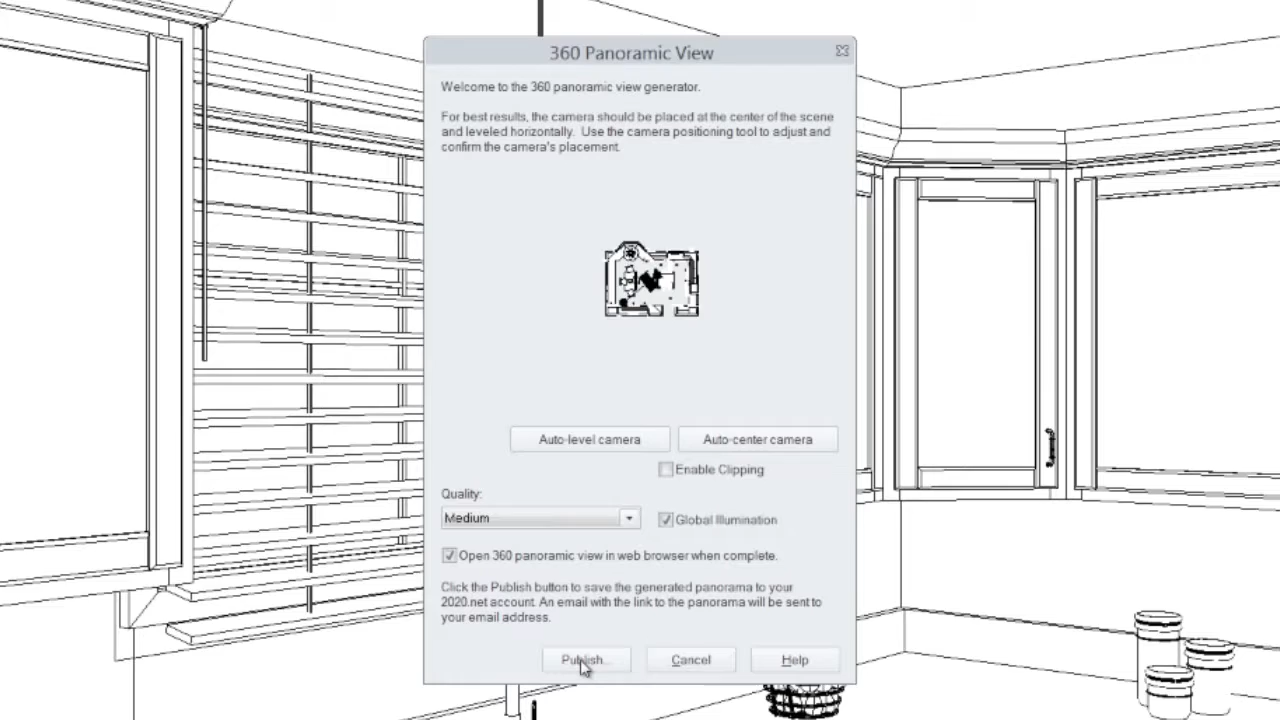 360 Panoramic View
Welcome to the 360 panoramic view generator.
For best results, the camera should be placed at the center of the scene
and leveled horizontally. Use the camera positioning tool to adjust and
confirm the camera's placement.
Auto-level camera
Auto-center camera
Enable Clipping
Quality:
Medium
Global Illumination
Open 360 panoramic view in web browser when complete.
Click the Publish button to save the generated panorama to your
2020.net account. An email with the link to the panorama will be sent to
your email address.
Publish...
Cancel
Help